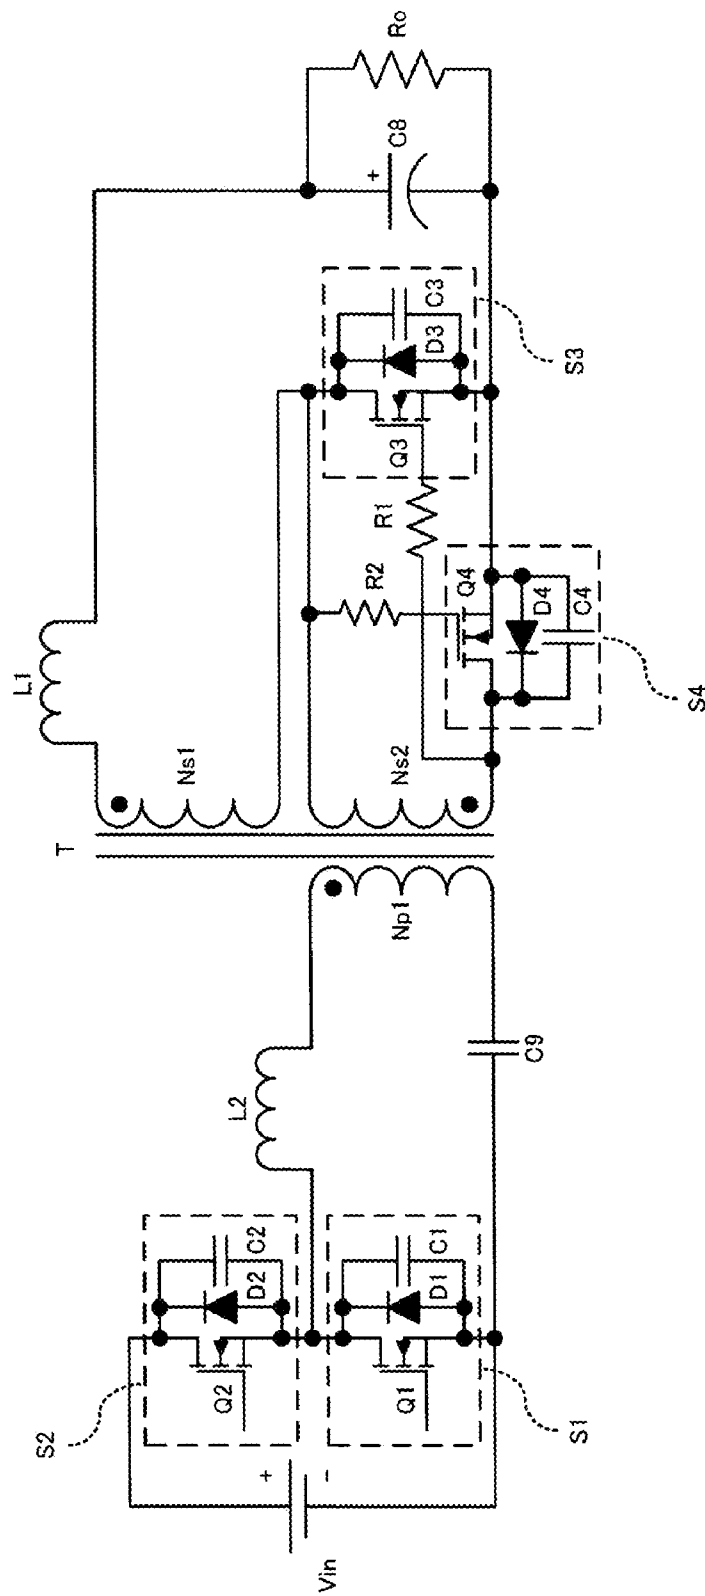 Vin
+
−
S2
Q2
D2
C2
S1
Q1
D1
C1
L2
C9
T
Np1
Ns1
Ns2
L1
R2
R1
Q4
D4
C4
S4
Q3
D3
C3
S3
+
C8
Ro